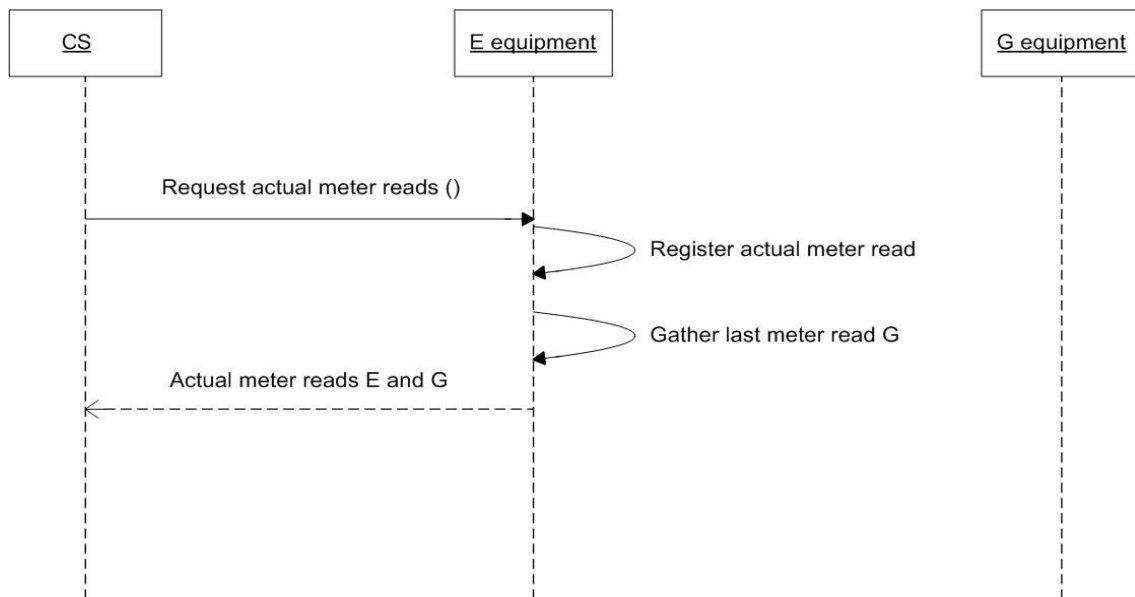 CS
E equipment
G equipment
Request actual meter reads ()
Register actual meter read
Gather last meter read G
Actual meter reads E and G